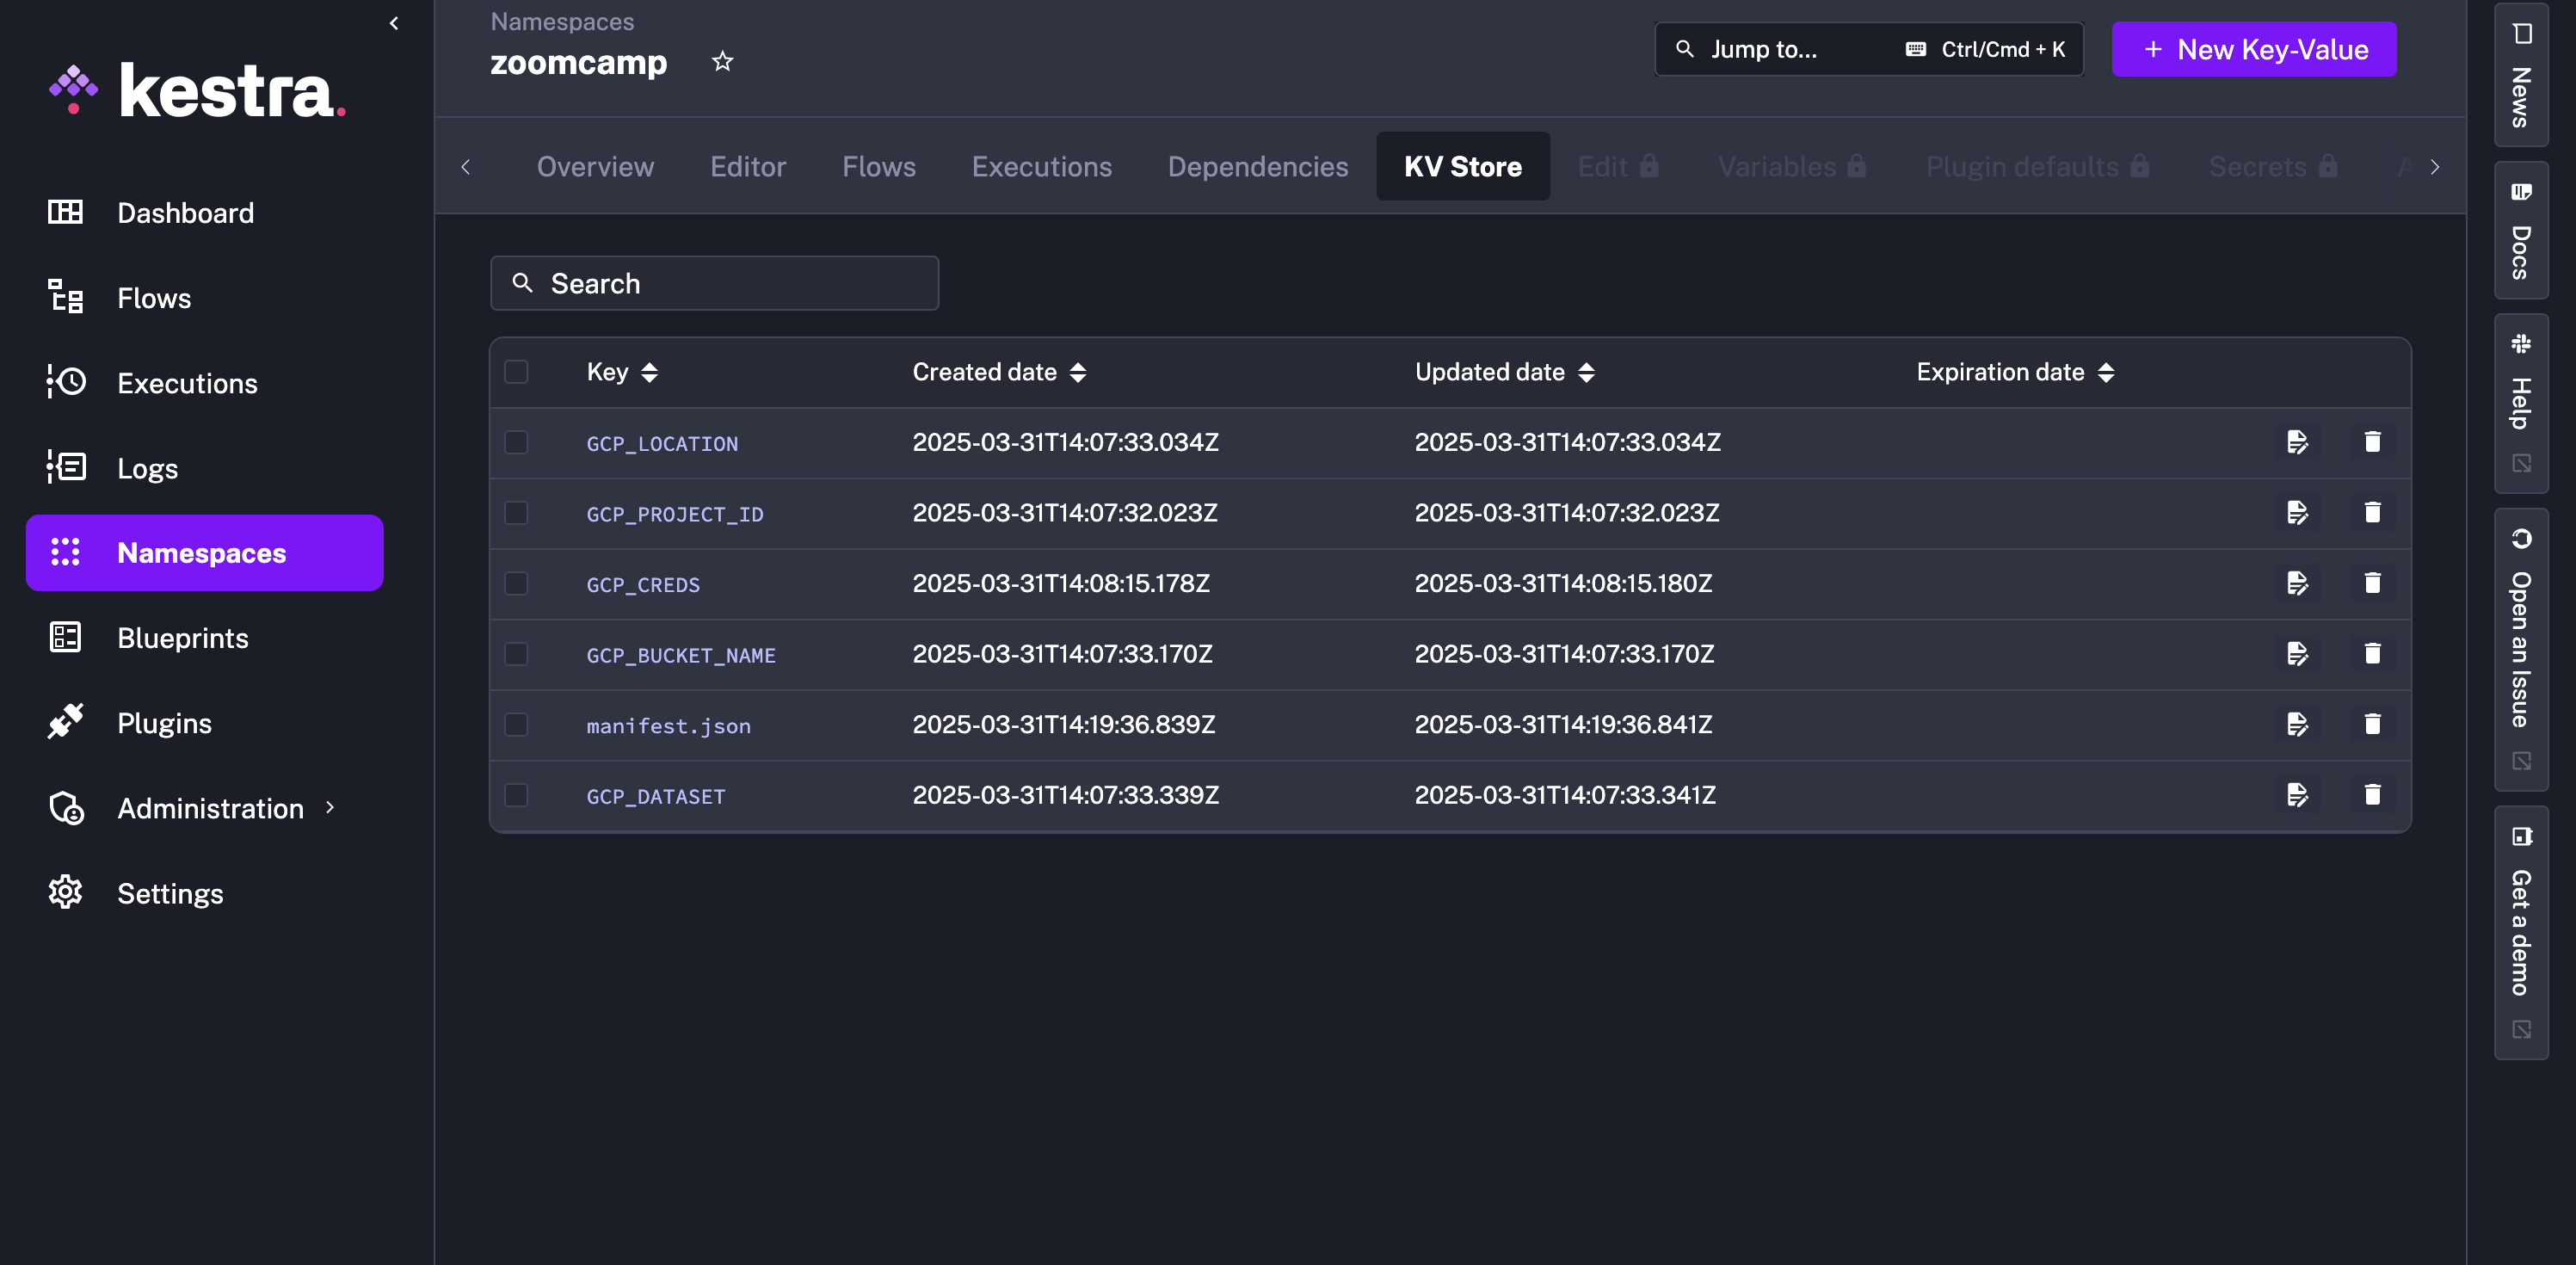 kestra.
Dashboard
Flows
Executions
Logs
Namespaces
Blueprints
Plugins
Administration
Settings
Namespaces
zoomcamp
Jump to... Ctrl/Cmd + K
+ New Key-Value
Overview Editor Flows Executions Dependencies KV Store Edit Variables Plugin defaults Secrets A
Search
Key Created date Updated date Expiration date
GCP_LOCATION 2025-03-31T14:07:33.034Z 2025-03-31T14:07:33.034Z
GCP_PROJECT_ID 2025-03-31T14:07:32.023Z 2025-03-31T14:07:32.023Z
GCP_CREDS 2025-03-31T14:08:15.178Z 2025-03-31T14:08:15.180Z
GCP_BUCKET_NAME 2025-03-31T14:07:33.170Z 2025-03-31T14:07:33.170Z
manifest.json 2025-03-31T14:19:36.839Z 2025-03-31T14:19:36.841Z
GCP_DATASET 2025-03-31T14:07:33.339Z 2025-03-31T14:07:33.341Z
News
Docs
Help
Open an Issue
Get a demo